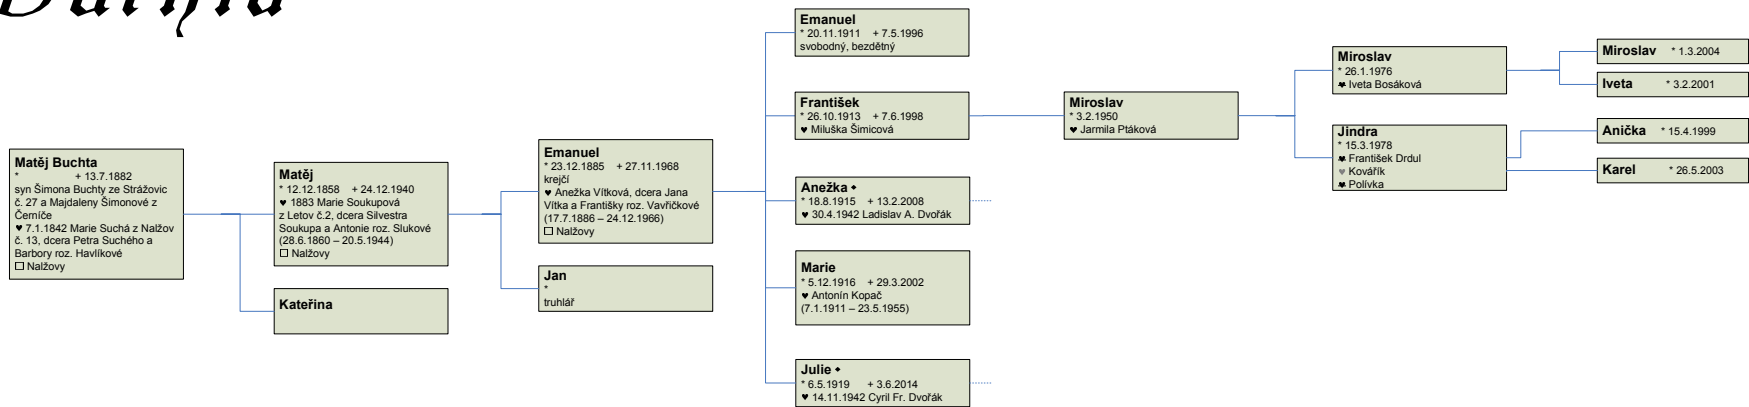 Buchta
Matěj Buchta
* + 13.7.1882
syn Šimona Buchty ze Strážovic
č. 27 a Majdaleny Šimonové z
Černíče
♥ 7.1.1842 Marie Suchá z Nalžov
č. 13, dcera Petra Suchého a
Barbory roz. Havlíkové
□ Nalžovy
Matěj
* 12.12.1858 + 24.12.1940
♥ 1883 Marie Soukupová
z Letov č.2, dcera Silvestra
Soukupa a Antonie roz. Slukové
(28.6.1860 – 20.5.1944)
□ Nalžovy
Kateřina
Emanuel
* 23.12.1885 + 27.11.1968
krejčí
♥ Anežka Vítková, dcera Jana
Vítka a Františky roz. Vavřičkové
(17.7.1886 – 24.12.1966)
□ Nalžovy
Jan
*
truhlář
Emanuel
* 20.11.1911 + 7.5.1996
svobodný, bezdětný
František
* 26.10.1913 + 7.6.1998
♥ Miluška Šimicová
Anežka ♦
* 18.8.1915 + 13.2.2008
♥ 30.4.1942 Ladislav A. Dvořák
Marie
* 5.12.1916 + 29.3.2002
♥ Antonín Kopač
(7.1.1911 – 23.5.1955)
Julie ♦
* 6.5.1919 + 3.6.2014
♥ 14.11.1942 Cyril Fr. Dvořák
Miroslav
* 3.2.1950
♥ Jarmila Ptáková
Miroslav
* 26.1.1976
Iveta Bosáková
Jindra
* 15.3.1978
František Drdul
♥ Kovářík
Polívka
Miroslav * 1.3.2004
Iveta * 3.2.2001
Anička * 15.4.1999
Karel * 26.5.2003